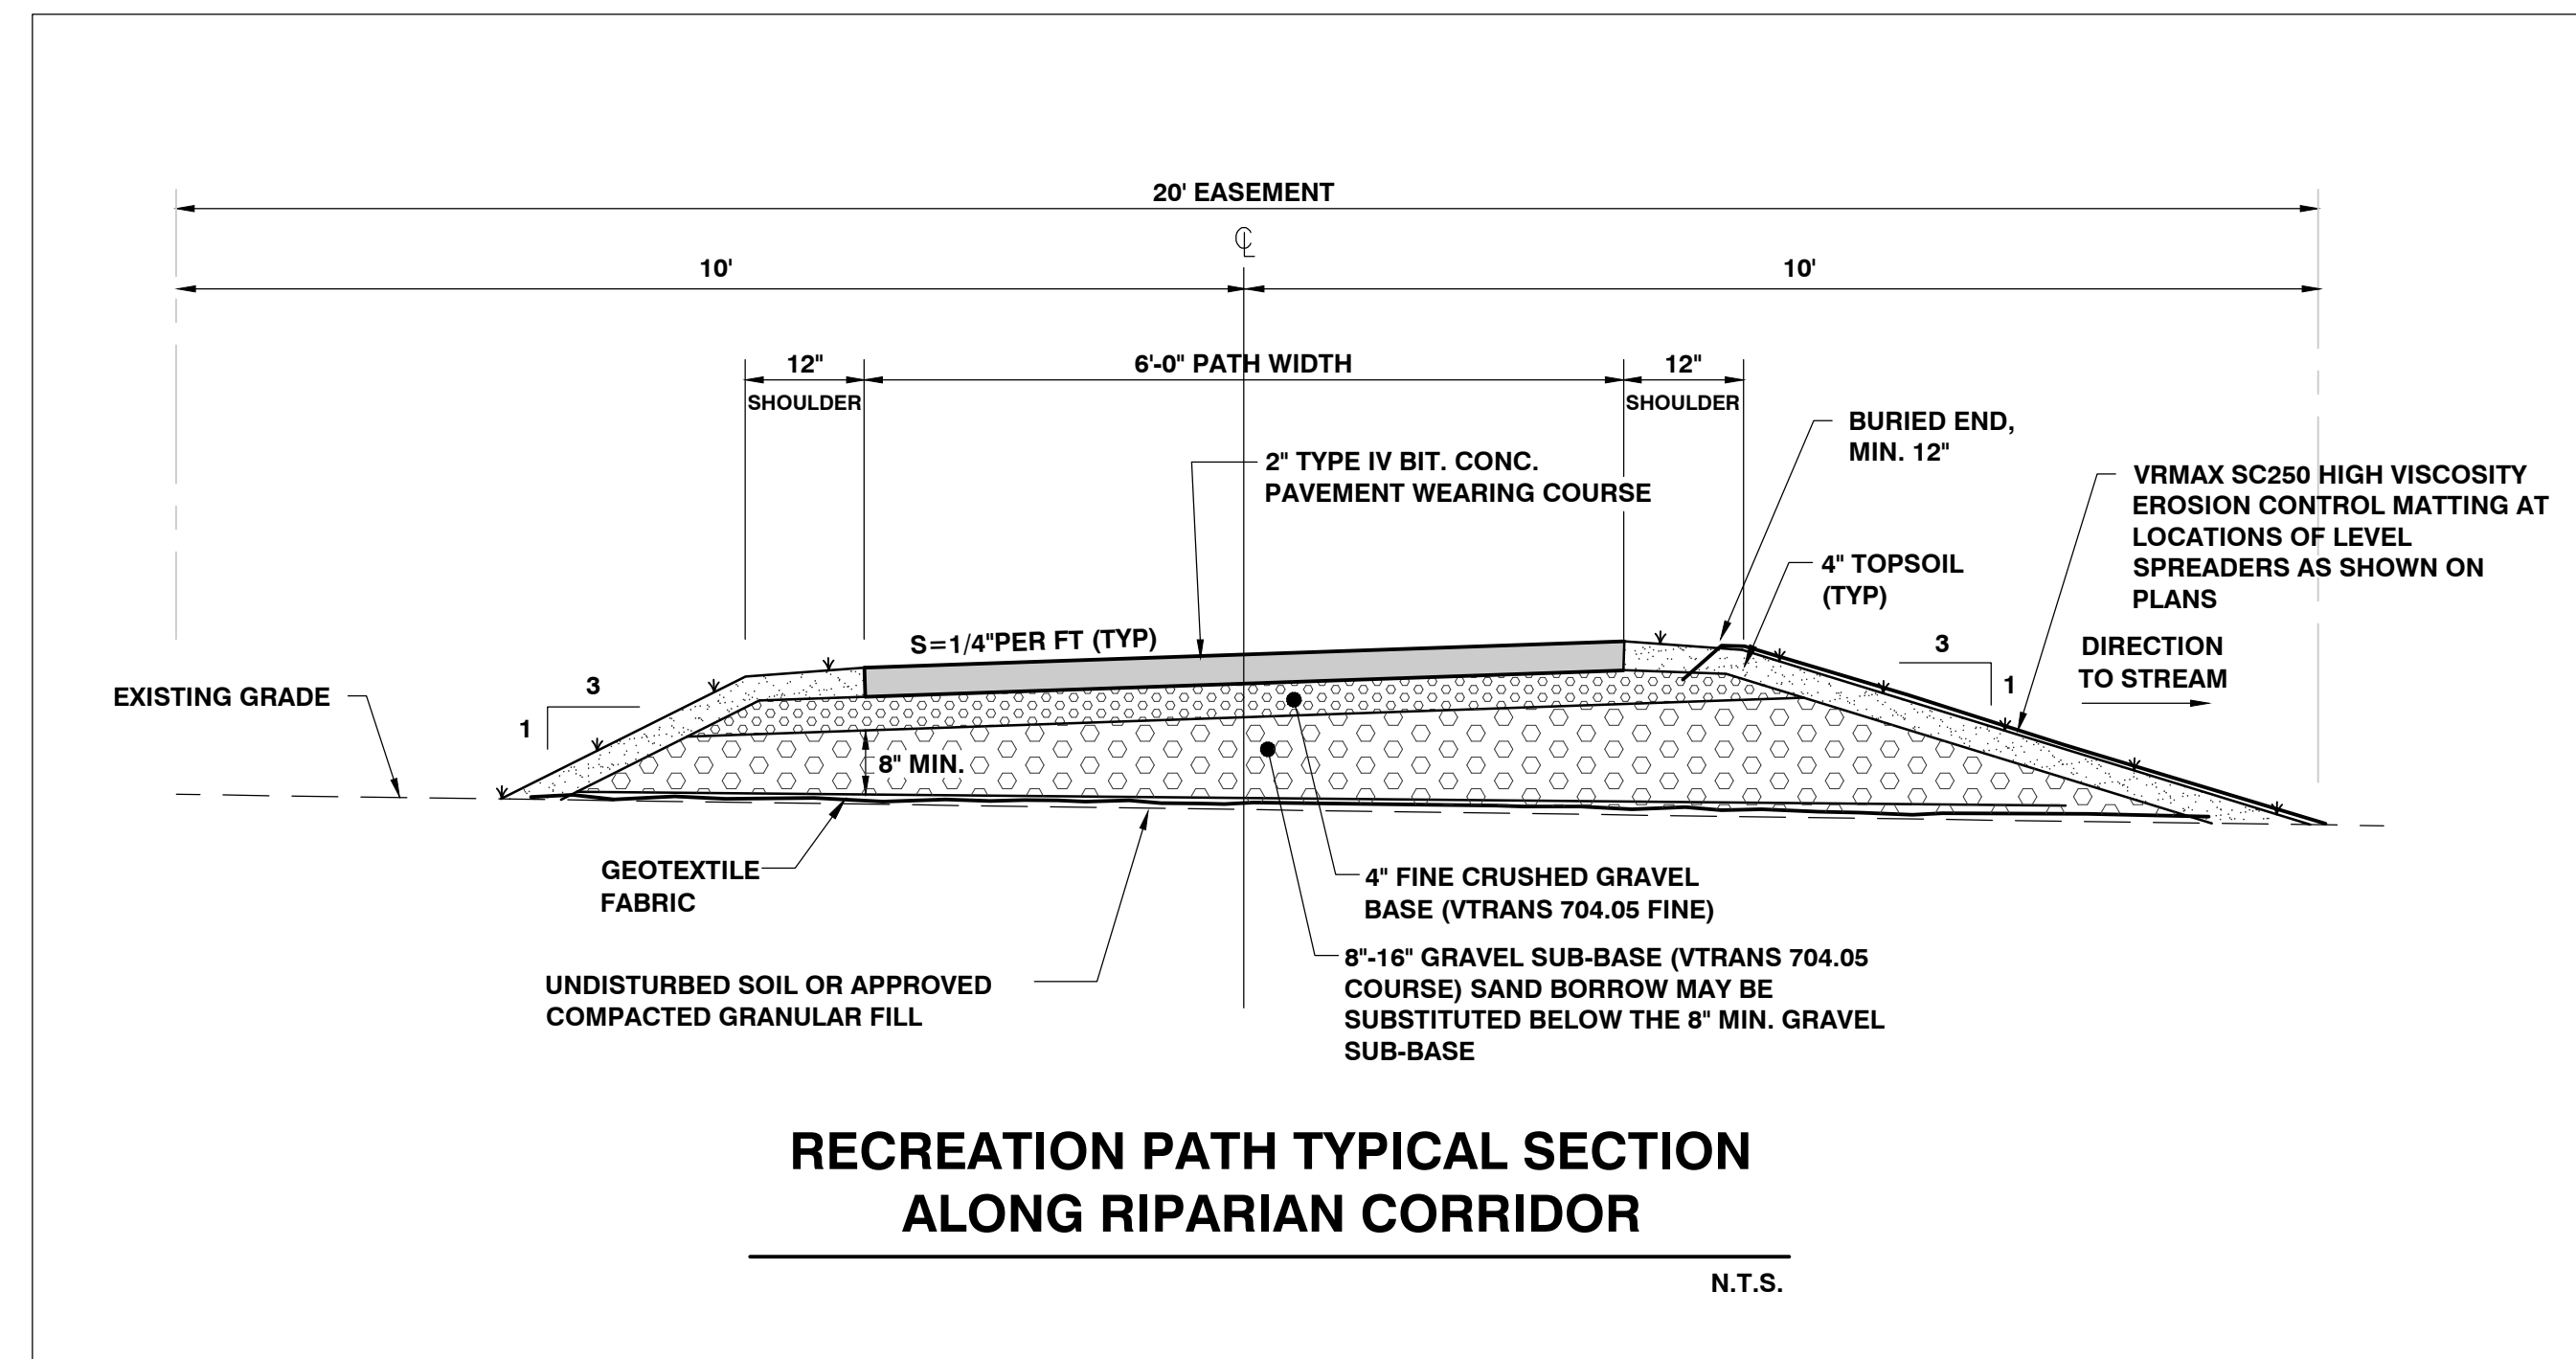 20' EASEMENT
℄
10'
10'
12"
6'-0" PATH WIDTH
12"
SHOULDER
SHOULDER
BURIED END,
MIN. 12"
2" TYPE IV BIT. CONC.
PAVEMENT WEARING COURSE
VRMAX SC250 HIGH VISCOSITY
EROSION CONTROL MATTING AT
LOCATIONS OF LEVEL
SPREADERS AS SHOWN ON
PLANS
4" TOPSOIL
(TYP)
S=1/4"PER FT (TYP)
DIRECTION
TO STREAM
3
1
EXISTING GRADE
3
1
8" MIN.
GEOTEXTILE
FABRIC
4" FINE CRUSHED GRAVEL
BASE (VTRANS 704.05 FINE)
8"-16" GRAVEL SUB-BASE (VTRANS 704.05
COURSE) SAND BORROW MAY BE
SUBSTITUTED BELOW THE 8" MIN. GRAVEL
SUB-BASE
UNDISTURBED SOIL OR APPROVED
COMPACTED GRANULAR FILL
RECREATION PATH TYPICAL SECTION
ALONG RIPARIAN CORRIDOR
N.T.S.